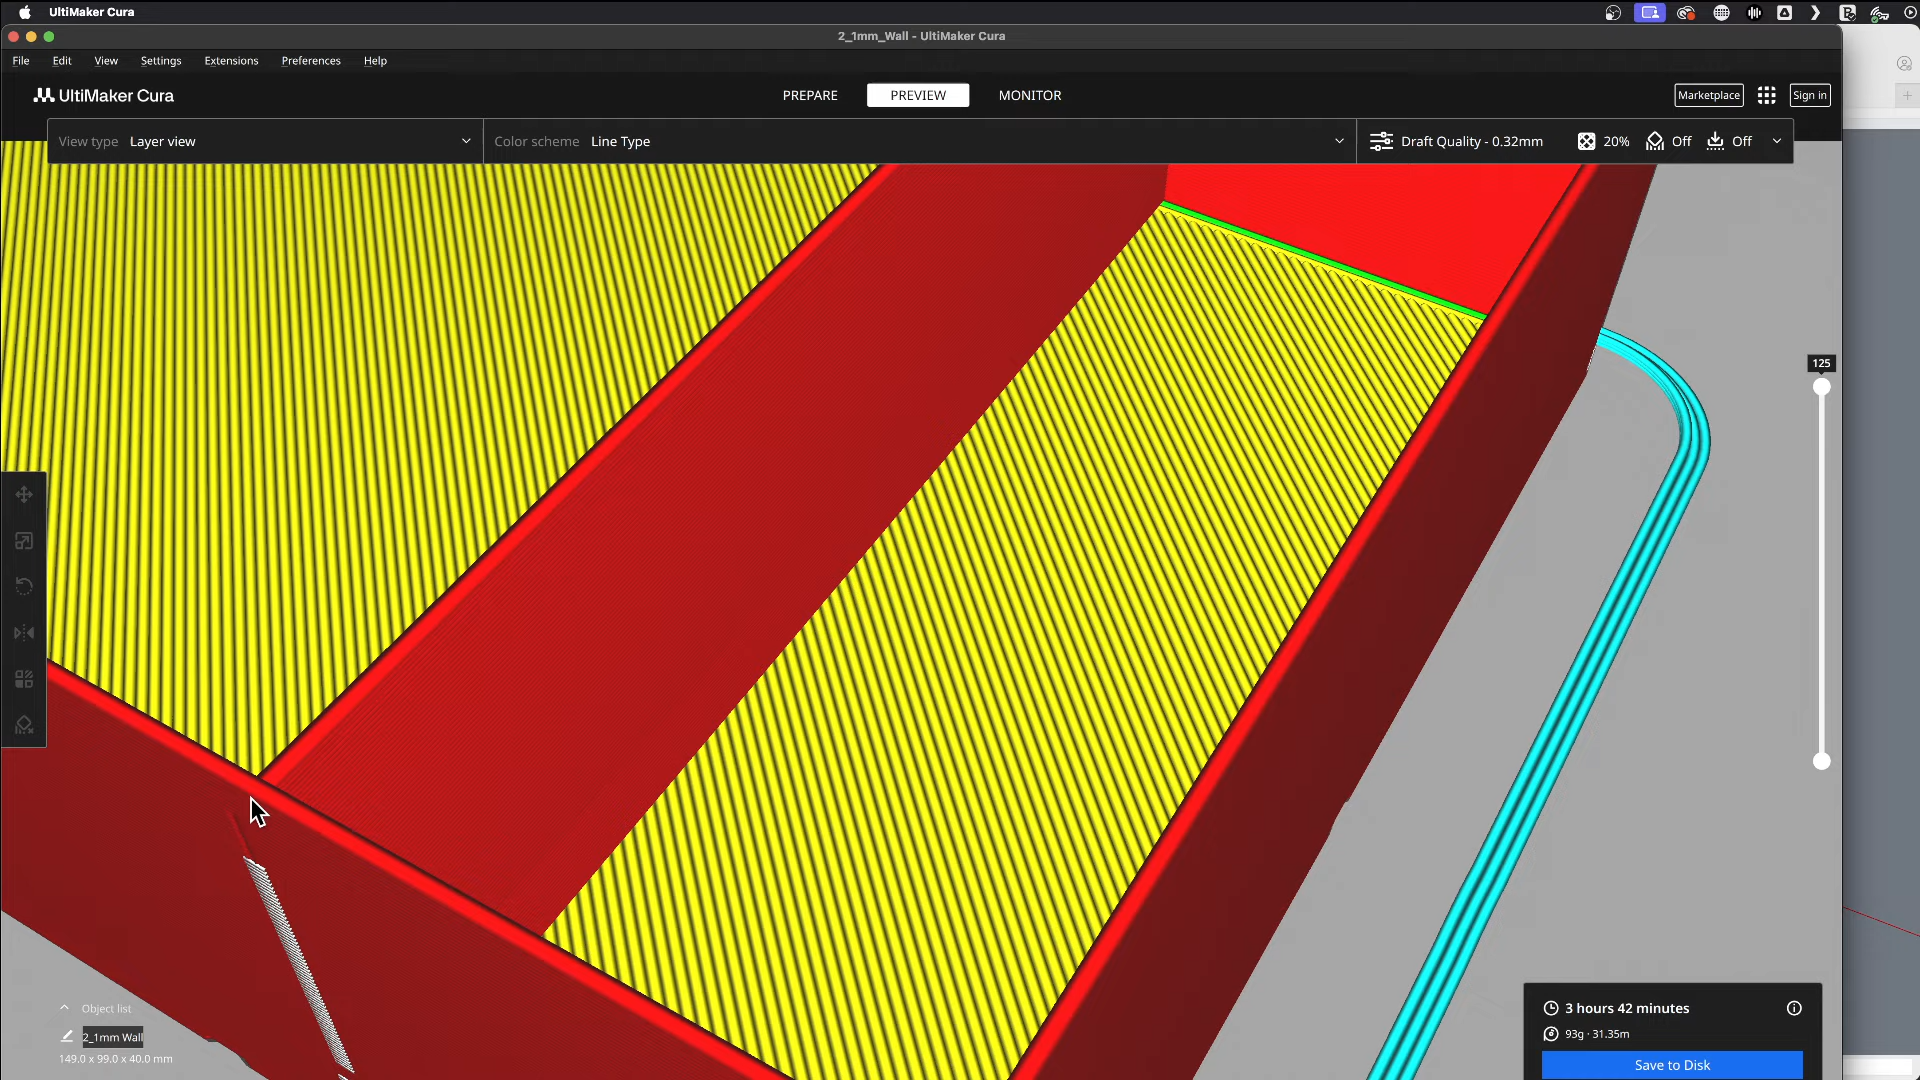 UltiMaker Cura
2_1mm_Wall - UltiMaker Cura
File Edit View Settings Extensions Preferences Help
UltiMaker Cura
PREPARE PREVIEW MONITOR
Marketplace Sign in
View type Layer view
Color scheme Line Type
Draft Quality - 0.32mm 20% Off Off
125
Object list
2_1mm Wall
149.0 x 99.0 x 40.0 mm
3 hours 42 minutes
93g · 31.35m
Save to Disk